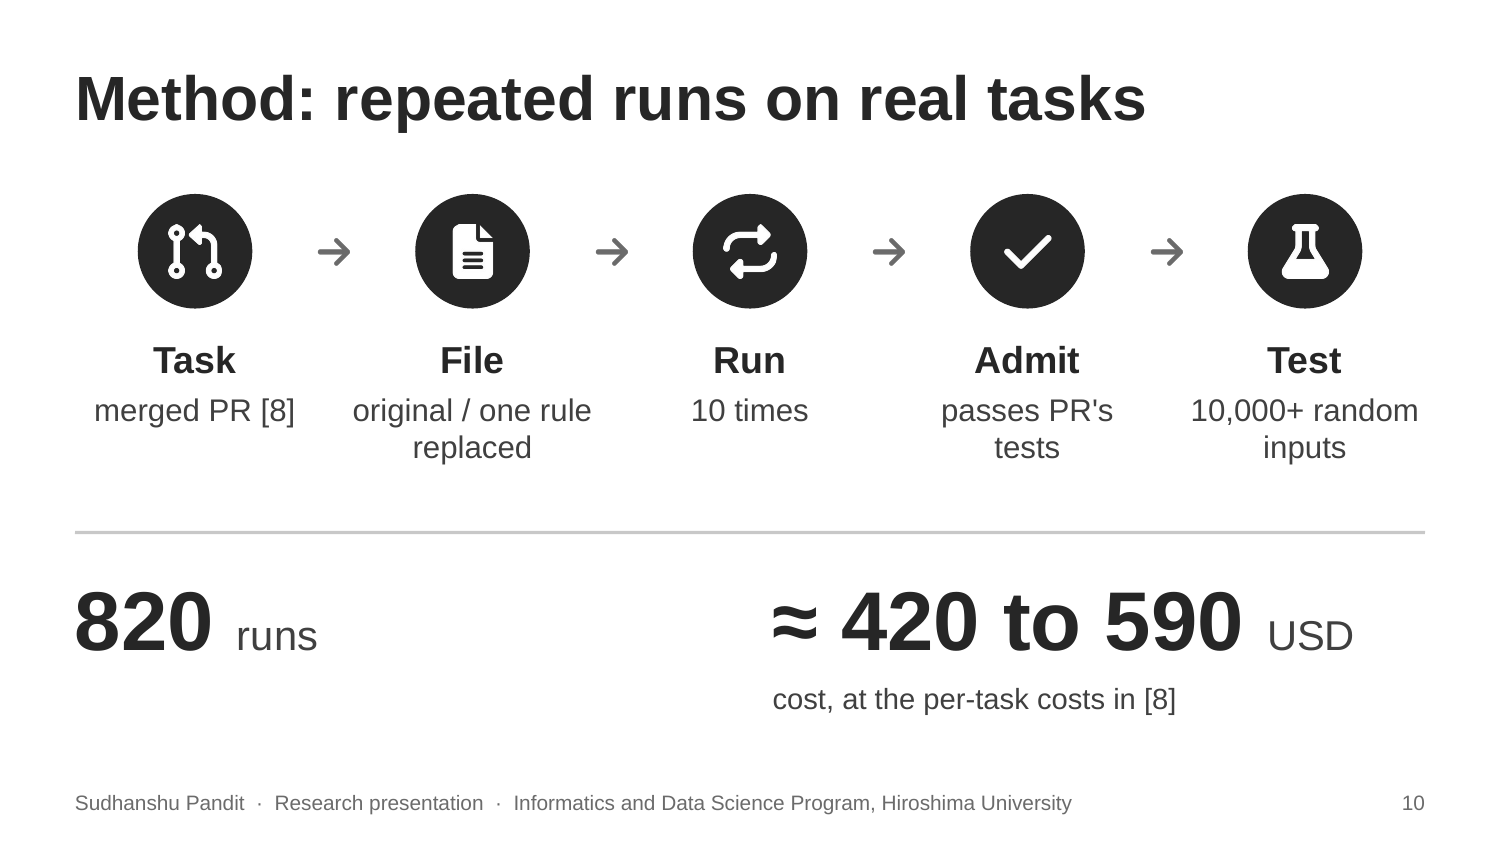 Method: repeated runs on real tasks
Task
merged PR [8]
File
original / one rule
replaced
Run
10 times
Admit
passes PR's
tests
Test
10,000+ random
inputs
820 runs
≈ 420 to 590 USD
cost, at the per-task costs in [8]
Sudhanshu Pandit · Research presentation · Informatics and Data Science Program, Hiroshima University
10